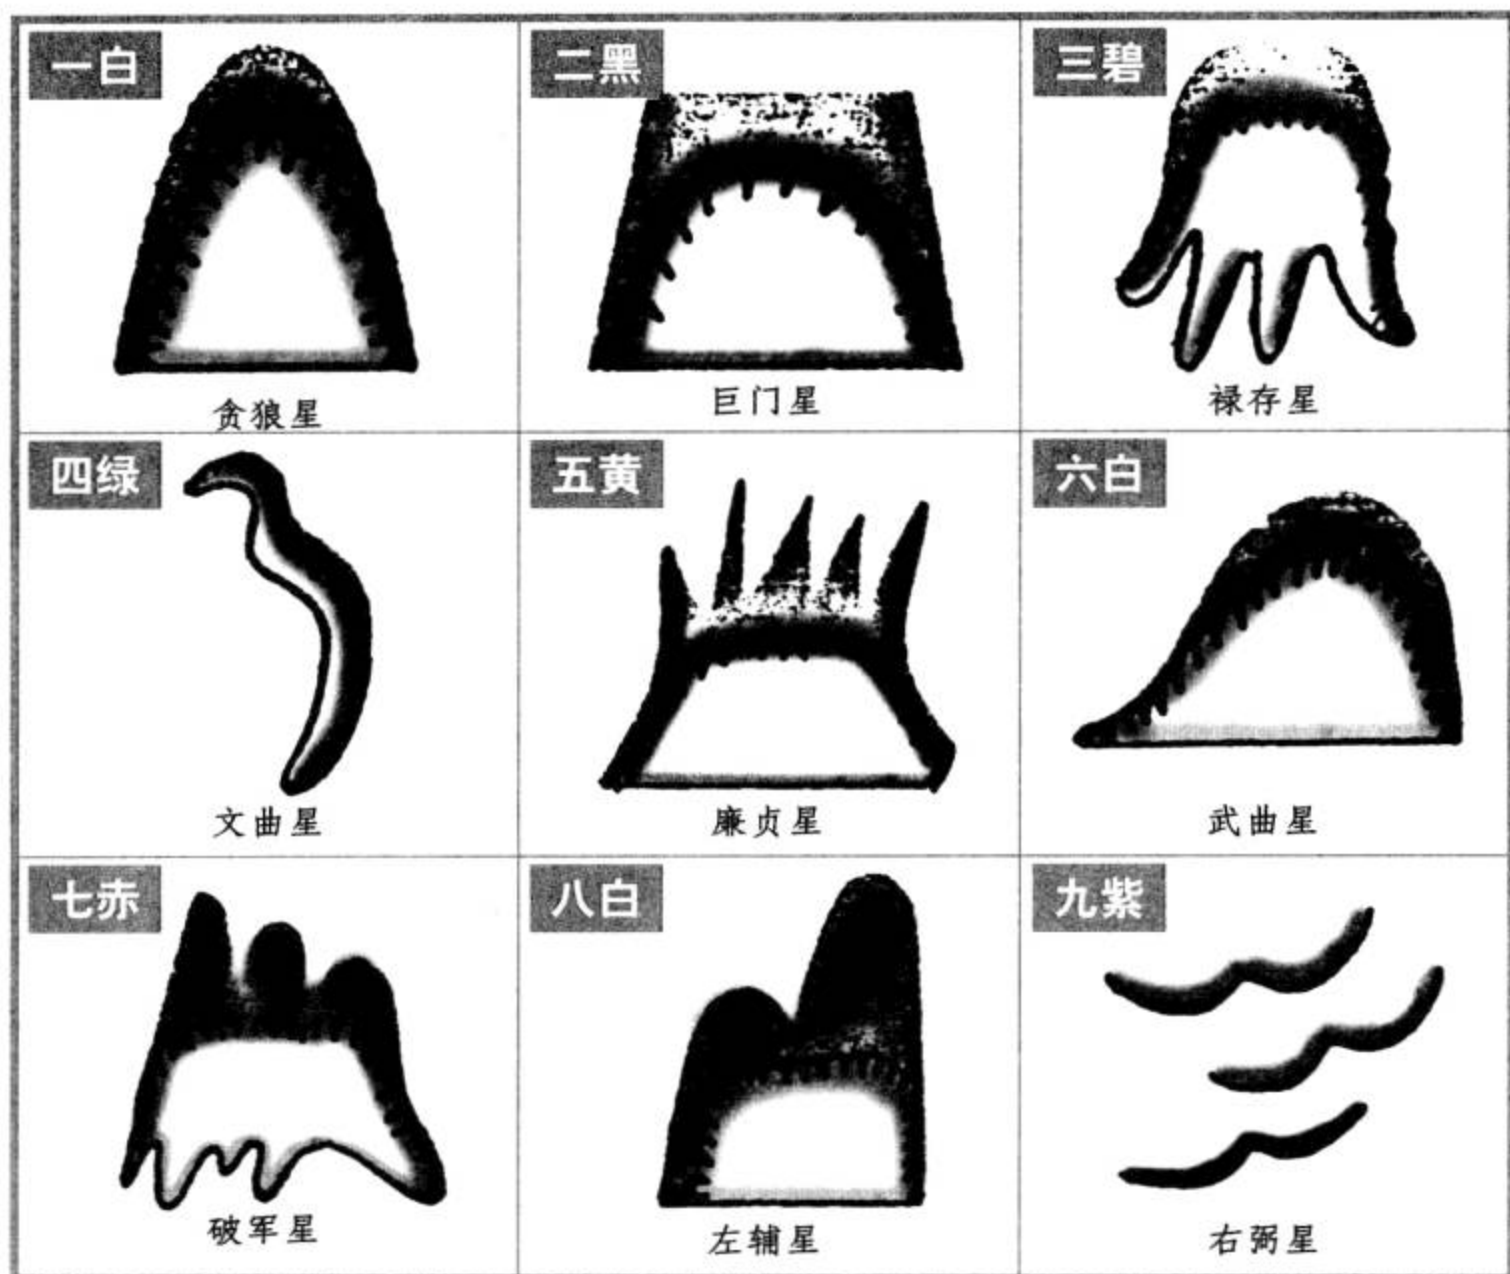 一白
贪狼星
二黑
巨门星
三碧
禄存星
四绿
文曲星
五黄
廉贞星
六白
武曲星
七赤
破军星
八白
左辅星
九紫
右弼星